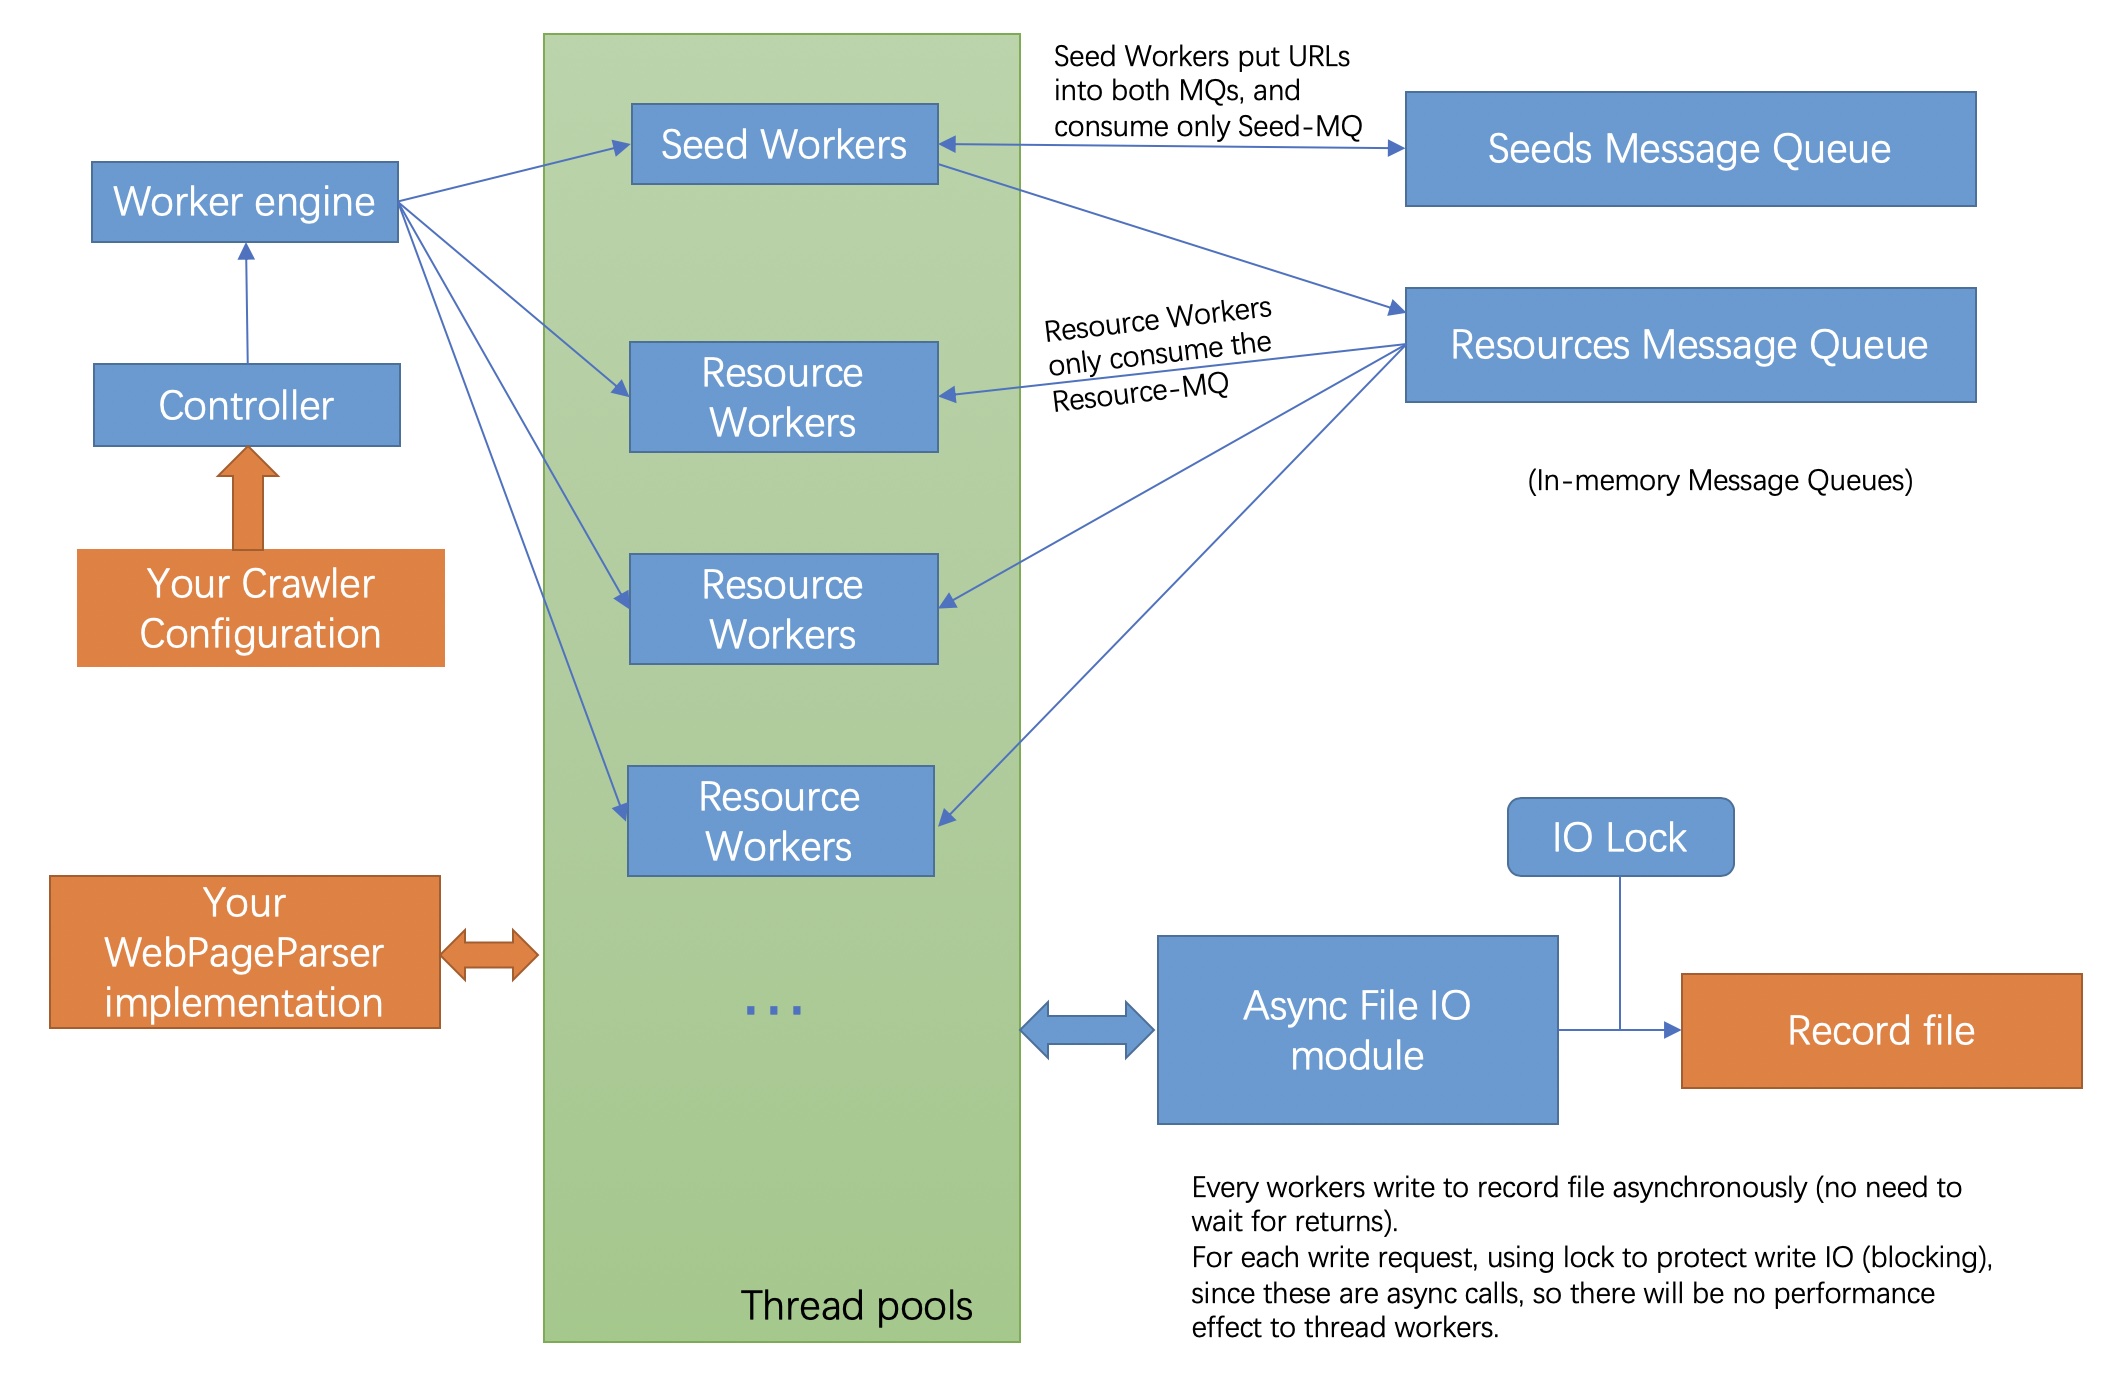 Seed Workers put URLs
into both MQs, and
consume only Seed-MQ
Seed Workers
Seeds Message Queue
Worker engine
Resource Workers
only consume the
Resource-MQ
Resources Message Queue
Resource
Workers
Controller
(In-memory Message Queues)
Your Crawler
Configuration
Resource
Workers
Resource
Workers
IO Lock
Your
WebPageParser
implementation
...
Async File IO
module
Record file
Every workers write to record file asynchronously (no need to
wait for returns).
For each write request, using lock to protect write IO (blocking),
since these are async calls, so there will be no performance
effect to thread workers.
Thread pools